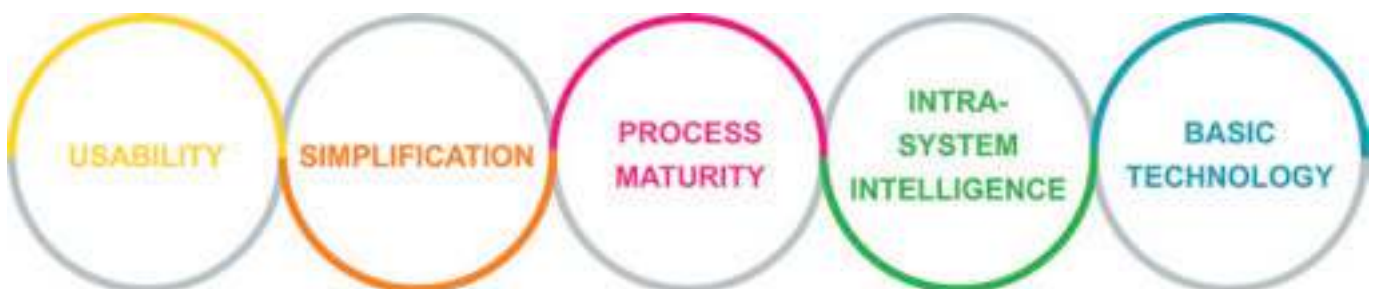 USABILITY
SIMPLIFICATION
PROCESS
MATURITY
INTRA-
SYSTEM
INTELLIGENCE
BASIC
TECHNOLOGY